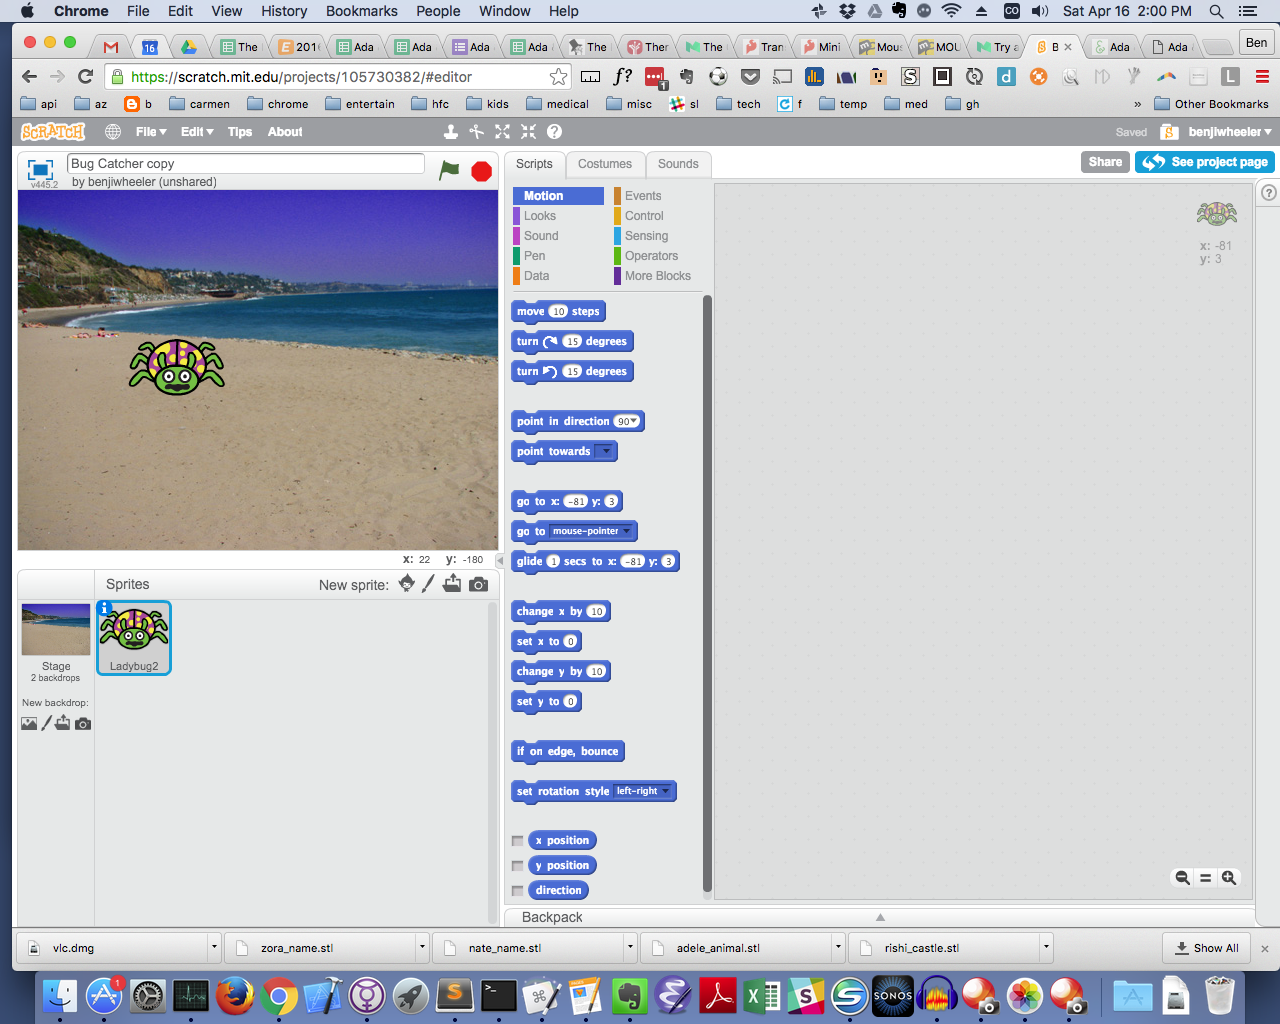 Chrome File Edit View History Bookmarks People Window Help Sat Apr 16 2:00 PM
16 The 201 Ada Ada Ada Ada The Ther The Tran Mini Mou MOU Try a B Ada Ada Ben
https://scratch.mit.edu/projects/105730382/#editor
api az b carmen chrome entertain hfc kids medical misc sl tech f temp med gh » Other Bookmarks
SCRATCH File Edit Tips About Saved benjiwheeler
Bug Catcher copy
v445.2 by benjiwheeler (unshared)
Scripts Costumes Sounds
Share See project page
Motion Events
Looks Control
Sound Sensing
Pen Operators
Data More Blocks
x: -81
y: 3
move 10 steps
turn 15 degrees
turn 15 degrees
point in direction 90
point towards
go to x: -81 y: 3
go to mouse-pointer
glide 1 secs to x: -81 y: 3
change x by 10
set x to 0
change y by 10
set y to 0
if on edge, bounce
set rotation style left-right
x position
y position
direction
x: 22 y: -180
Sprites New sprite:
Stage
2 backdrops
New backdrop:
Ladybug2
Backpack
vlc.dmg zora_name.stl nate_name.stl adele_animal.stl rishi_castle.stl Show All
1
SONOS